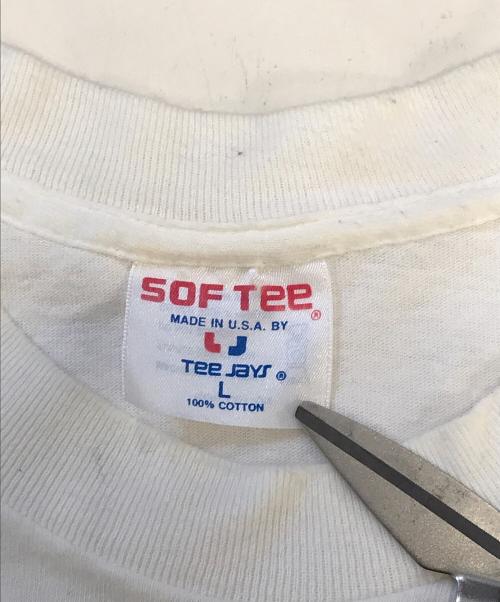 SOF TEE ®
MADE IN U.S.A. BY
TEE JAYS ®
L
100% COTTON